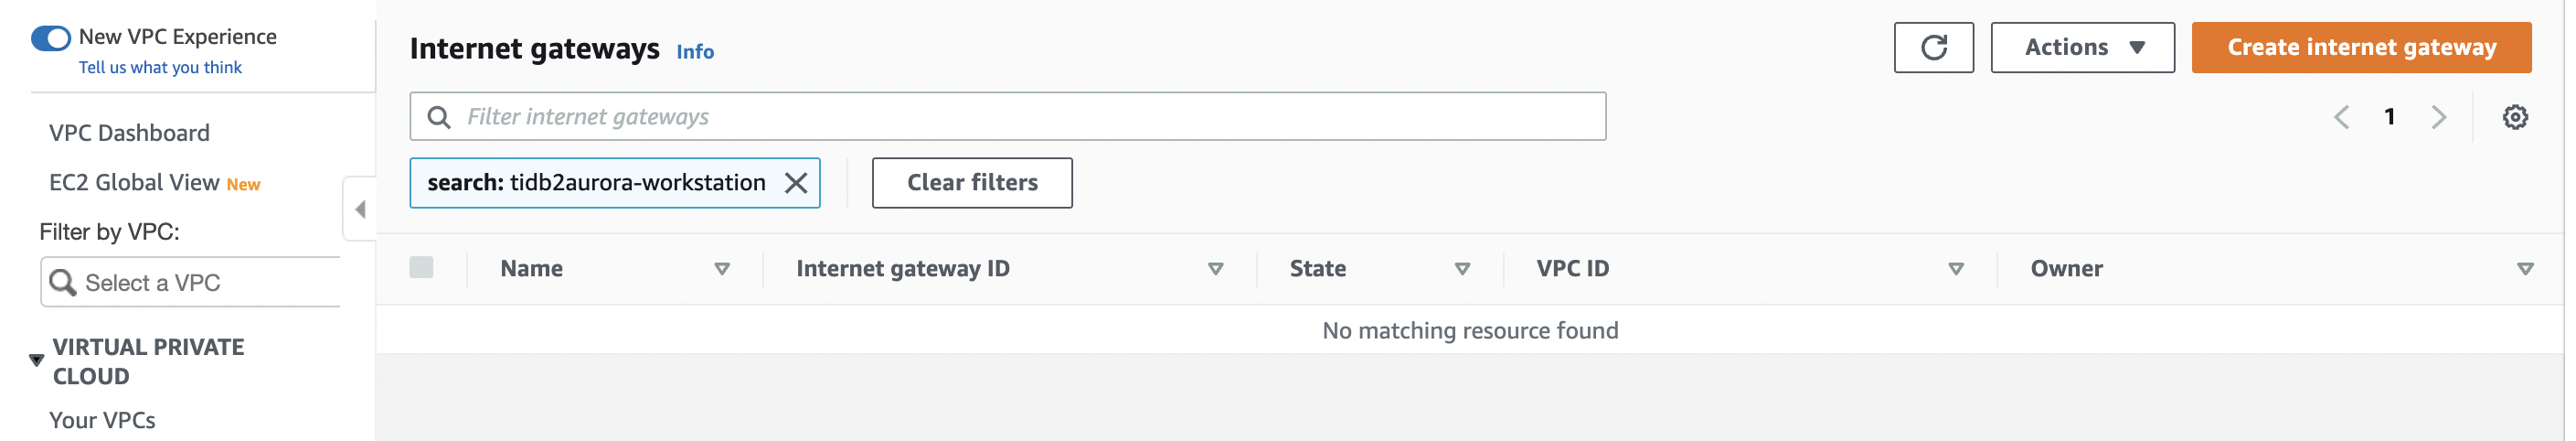 New VPC Experience
Tell us what you think
VPC Dashboard
EC2 Global View New
Filter by VPC:
Select a VPC
VIRTUAL PRIVATE
CLOUD
Your VPCs
Internet gateways Info
Actions
Create internet gateway
Filter internet gateways
1
search: tidb2aurora-workstation
Clear filters
Name Internet gateway ID State VPC ID Owner
No matching resource found